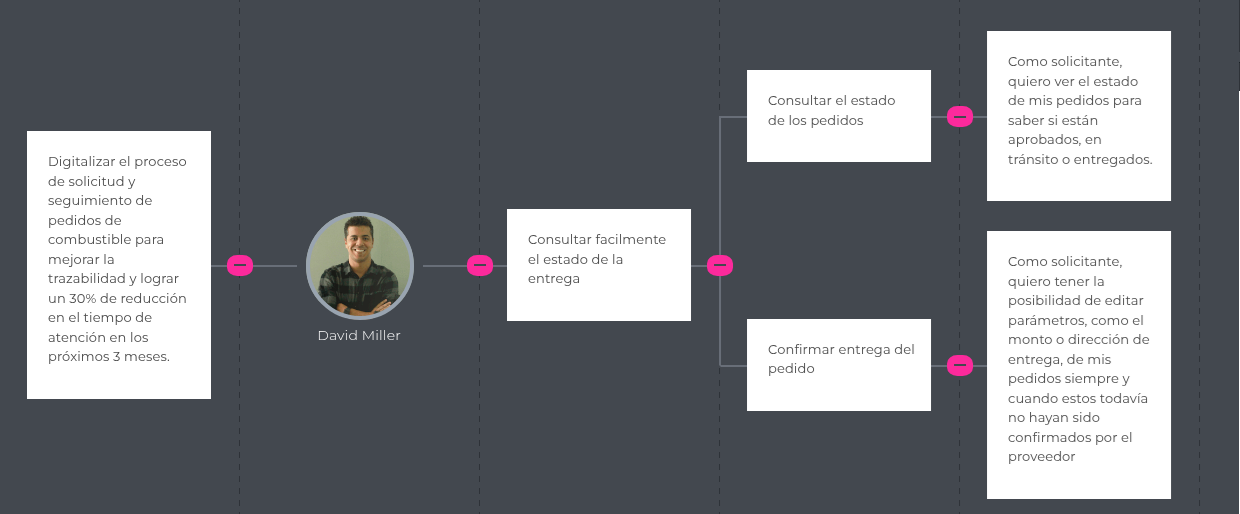 Digitalizar el proceso
de solicitud y
seguimiento de
pedidos de
combustible para
mejorar la
trazabilidad y lograr
un 30% de reducción
en el tiempo de
atención en los
próximos 3 meses.
David Miller
Consultar facilmente
el estado de la
entrega
Consultar el estado
de los pedidos
Como solicitante,
quiero ver el estado
de mis pedidos para
saber si están
aprobados, en
tránsito o entregados.
Confirmar entrega del
pedido
Como solicitante,
quiero tener la
posibilidad de editar
parámetros, como el
monto o dirección de
entrega, de mis
pedidos siempre y
cuando estos todavía
no hayan sido
confirmados por el
proveedor